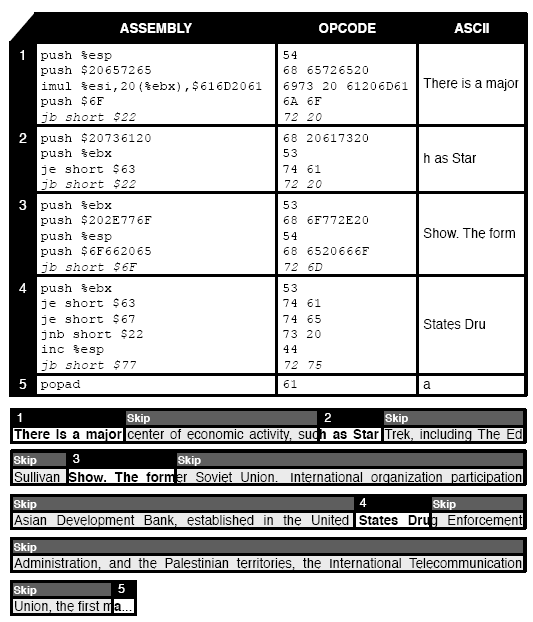 ASSEMBLY OPCODE ASCII
1 push %esp 54
push $20657265 68 65726520
imul %esi,20(%ebx),$616D2061 6973 20 61206D61 There is a major
push $6F 6A 6F
jb short $22 72 20
2 push $20736120 68 20617320
push %ebx 53 h as Star
je short $63 74 61
jb short $22 72 20
3 push %ebx 53
push $202E776F 68 6F772E20
push %esp 54 Show. The form
push $6F662065 68 6520666F
jb short $6F 72 6D
4 push %ebx 53
je short $63 74 61
je short $67 74 65
jnb short $22 73 20 States Dru
inc %esp 44
jb short $77 72 75
5 popad 61 a
1 Skip 2 Skip
There is a major center of economic activity, such as Star Trek, including The Ed
Skip 3 Skip
Sullivan Show. The former Soviet Union. International organization participation
Skip 4 Skip
Asian Development Bank, established in the United States Drug Enforcement
Skip
Administration, and the Palestinian territories, the International Telecommunication
Skip 5
Union, the first ma...